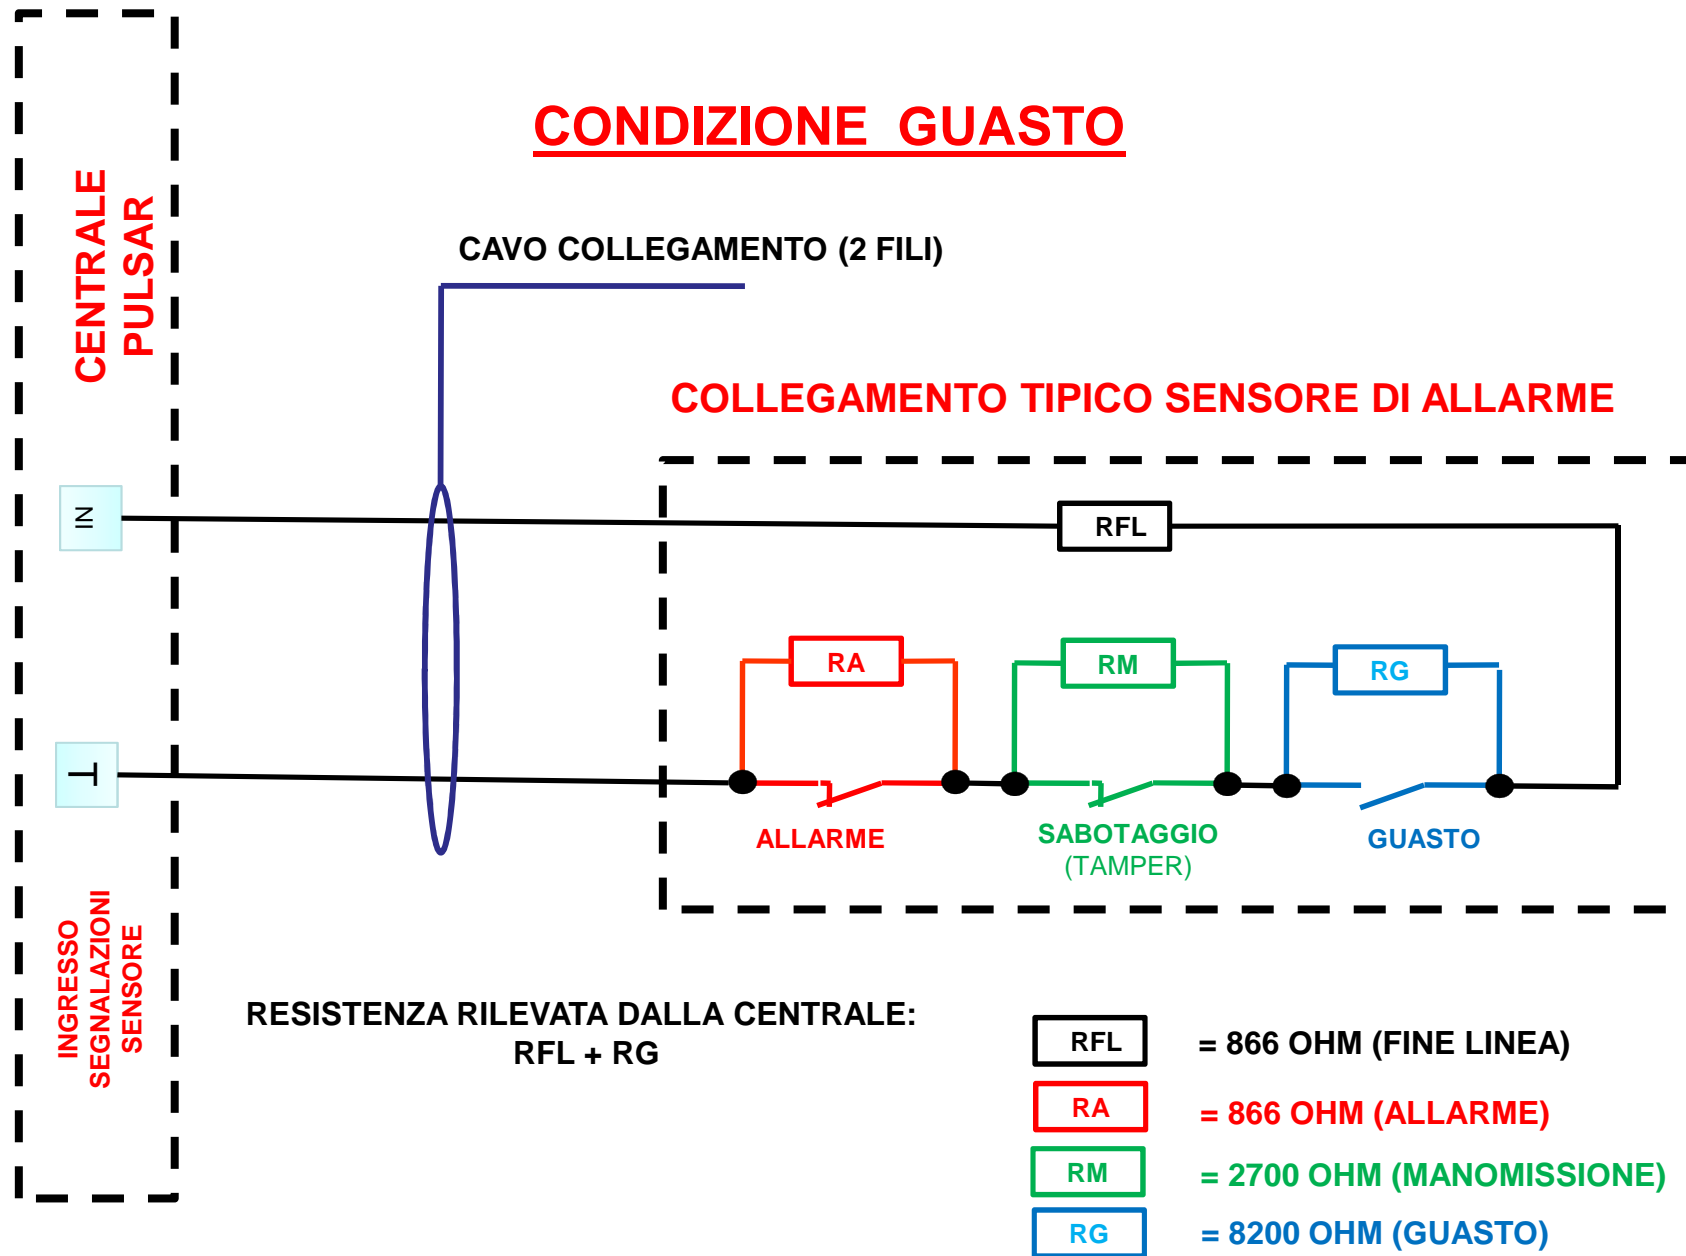 CONDIZIONE GUASTO
CENTRALE
PULSAR
CAVO COLLEGAMENTO (2 FILI)
COLLEGAMENTO TIPICO SENSORE DI ALLARME
IN
RFL
RA
RM
RG
T
ALLARME
SABOTAGGIO
(TAMPER)
GUASTO
INGRESSO
SEGNALAZIONI
SENSORE
RESISTENZA RILEVATA DALLA CENTRALE:
RFL + RG
RFL = 866 OHM (FINE LINEA)
RA = 866 OHM (ALLARME)
RM = 2700 OHM (MANOMISSIONE)
RG = 8200 OHM (GUASTO)